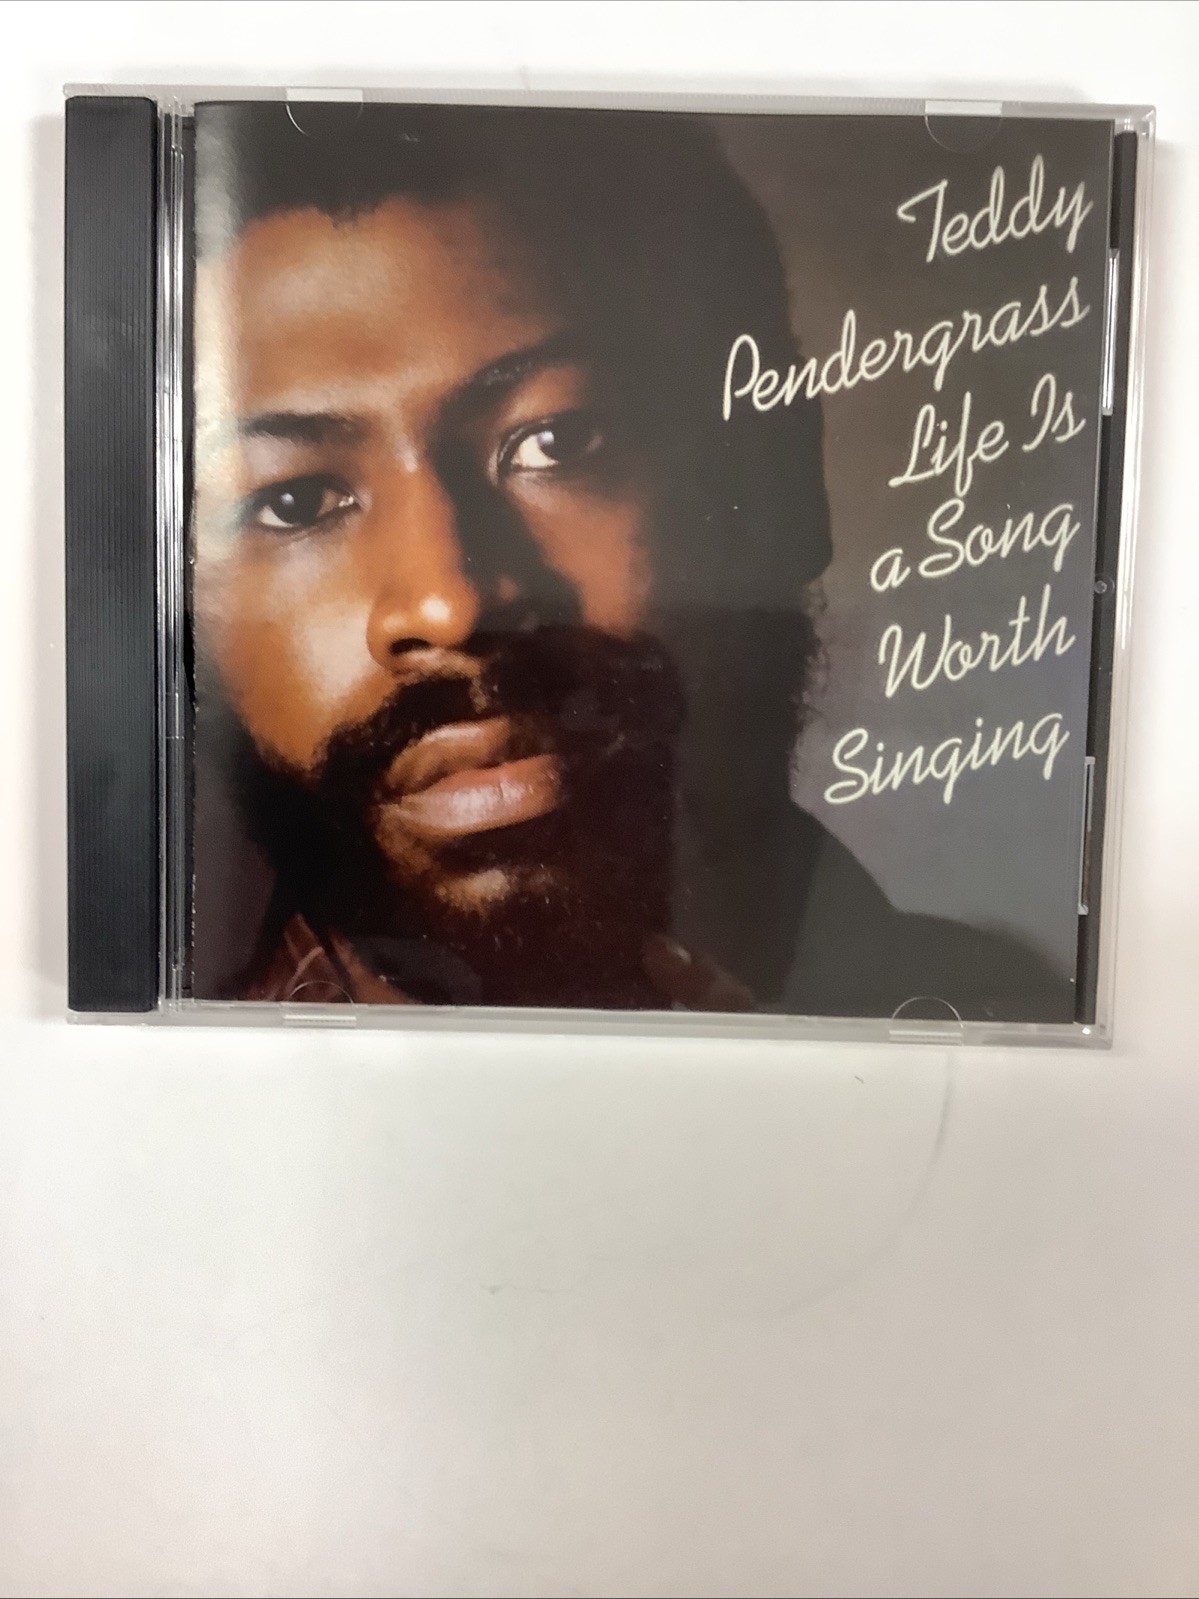 Teddy
Pendergrass
Life Is
a Song
Worth
Singing